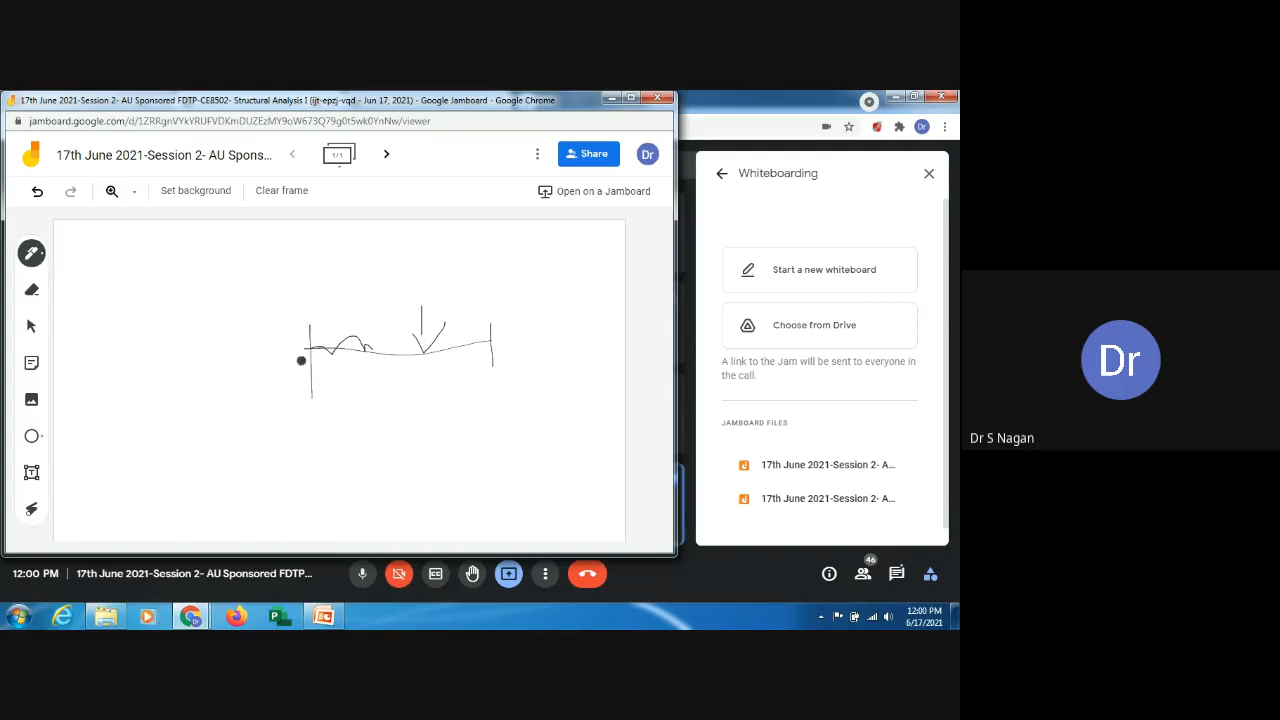 17th June 2021-Session 2- AU Sponsored FDTP-CE8502- Structural Analysis I (ijt-epzj-vqd - Jun 17, 2021) - Google Jamboard - Google Chrome
jamboard.google.com/d/1ZRRgnVYkYRUFVDKmDUZEzMY9oW673Q79g0t5wk0YnNw/viewer
17th June 2021-Session 2- AU Spons...
1/1
Share
Dr
Dr
Set background
Clear frame
Open on a Jamboard
Whiteboarding
Start a new whiteboard
Choose from Drive
A link to the Jam will be sent to everyone in
the call.
JAMBOARD FILES
17th June 2021-Session 2- A...
17th June 2021-Session 2- A...
Dr
Dr S Nagan
12:00 PM | 17th June 2021-Session 2- AU Sponsored FDTP...
46
12:00 PM
6/17/2021